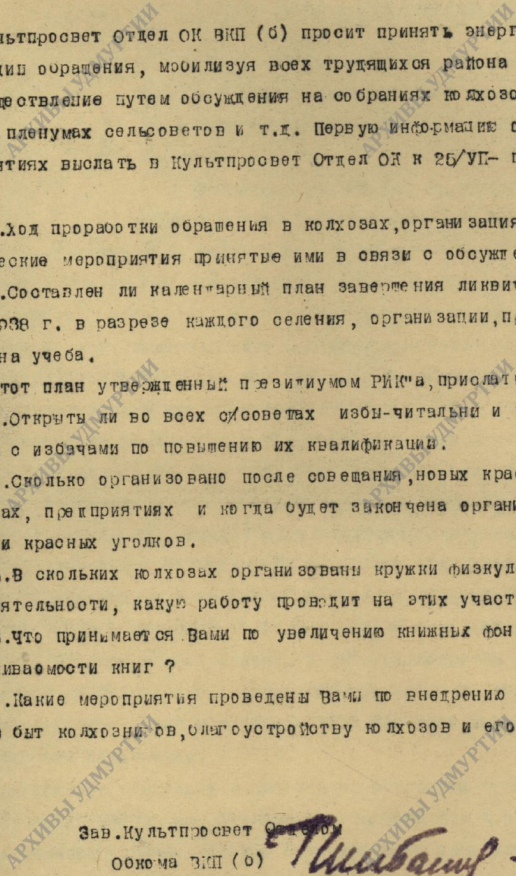 льтпросвет Отдел ОК ВКП (б) просит принять энерг
ции обращения, мобилизуя всех трудящихся района
ществление путем обсуждения на собраниях колхозо
пленумах сельсоветов и т.д. Первую информацию о
тиях выслать в Культпросвет Отдел ОК к 25/УП-
.Ход проработки обращения в колхозах,организация
еские мероприятия принятые ими в связи с обсужде
.Составлен ли календарный план завершения ликви
938 г. в разрезе каждого селения, организации,п
на учеба.
тот план утвержденный президиумом РИК"а,прислат
.Открыты ли во всех с/советах избы-читальни и
с избачами по повышению их квалификации.
.Сколько организовано после совещания,новых крас
ах, предприятиях и когда будет закончена органи
и красных уголков.
.В скольких колхозах организованы кружки физкул
ятельности, какую работу проводит на этих участ
.Что принимается Вами по увеличению книжных фон
иваемости книг ?
.Какие мероприятия проведены Вами по внедрению
быт колхозников,благоустройству колхозов и его
Зав.Культпросвет Отделом
Обкома ВКП (б)
АРХИВЫ УДМУРТИИ